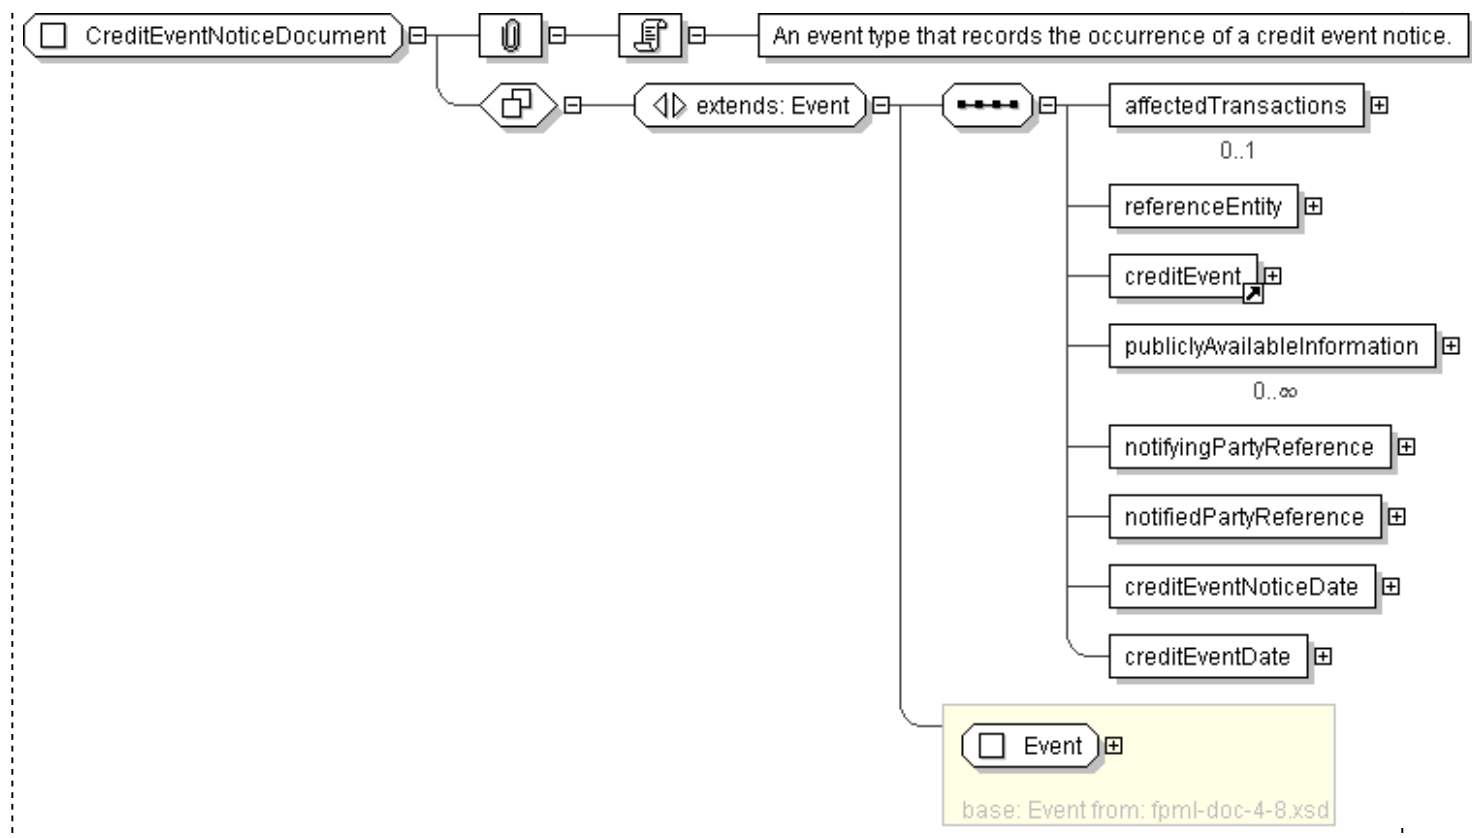 CreditEventNoticeDocument
An event type that records the occurrence of a credit event notice.
extends: Event
affectedTransactions
0..1
referenceEntity
creditEvent
publiclyAvailableInformation
0..∞
notifyingPartyReference
notifiedPartyReference
creditEventNoticeDate
creditEventDate
Event
base: Event from: fpml-doc-4-8.xsd